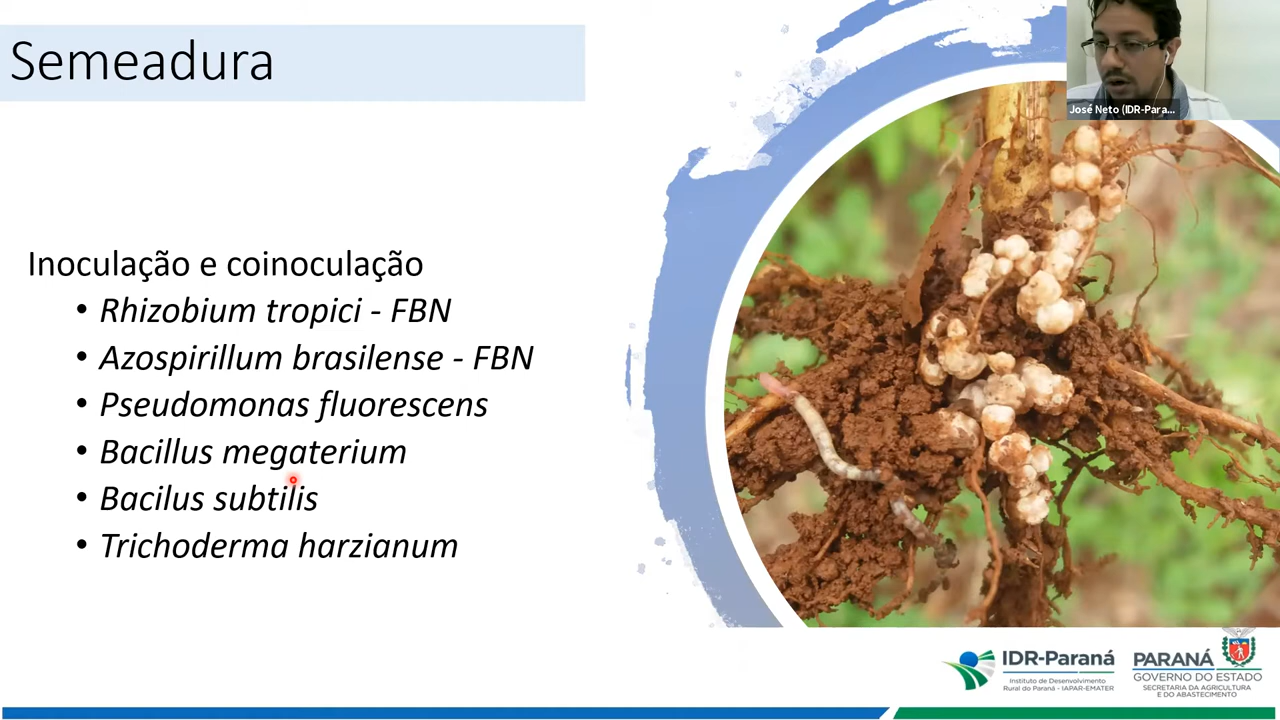 Semeadura
José Neto (IDR-Para...
Inoculação e coinoculação
• Rhizobium tropici - FBN
• Azospirillum brasilense - FBN
• Pseudomonas fluorescens
• Bacillus megaterium
• Bacilus subtilis
• Trichoderma harzianum
IDR-Paraná
Instituto de Desenvolvimento
Rural do Paraná - IAPAR-EMATER
PARANÁ
GOVERNO DO ESTADO
SECRETARIA DA AGRICULTURA
E DO ABASTECIMENTO